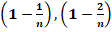 (1 − 1/n), (1 − 2/n)